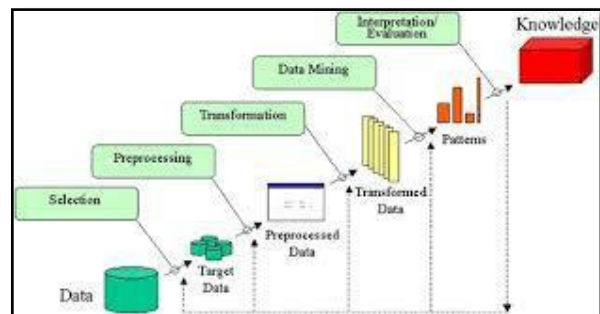 Interpretation/
Evaluation
Knowledge
Data Mining
Transformation
Patterns
Preprocessing
Transformed
Data
Selection
Preprocessed
Data
Target
Data
Data